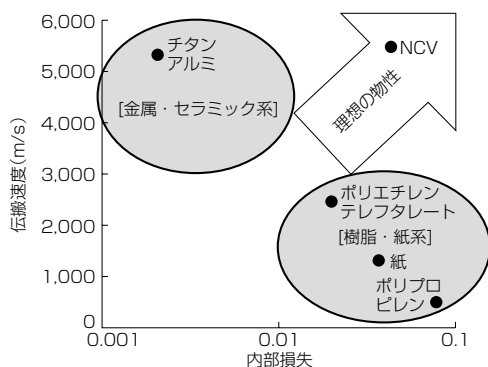 6,000
5,000
4,000
3,000
2,000
1,000
0
伝搬速度(m/s)
チタン
アルミ
[金属・セラミック系]
NCV
理想の物性
ポリエチレン
テレフタレート
[樹脂・紙系]
紙
ポリプロ
ピレン
0.001
0.01
0.1
内部損失